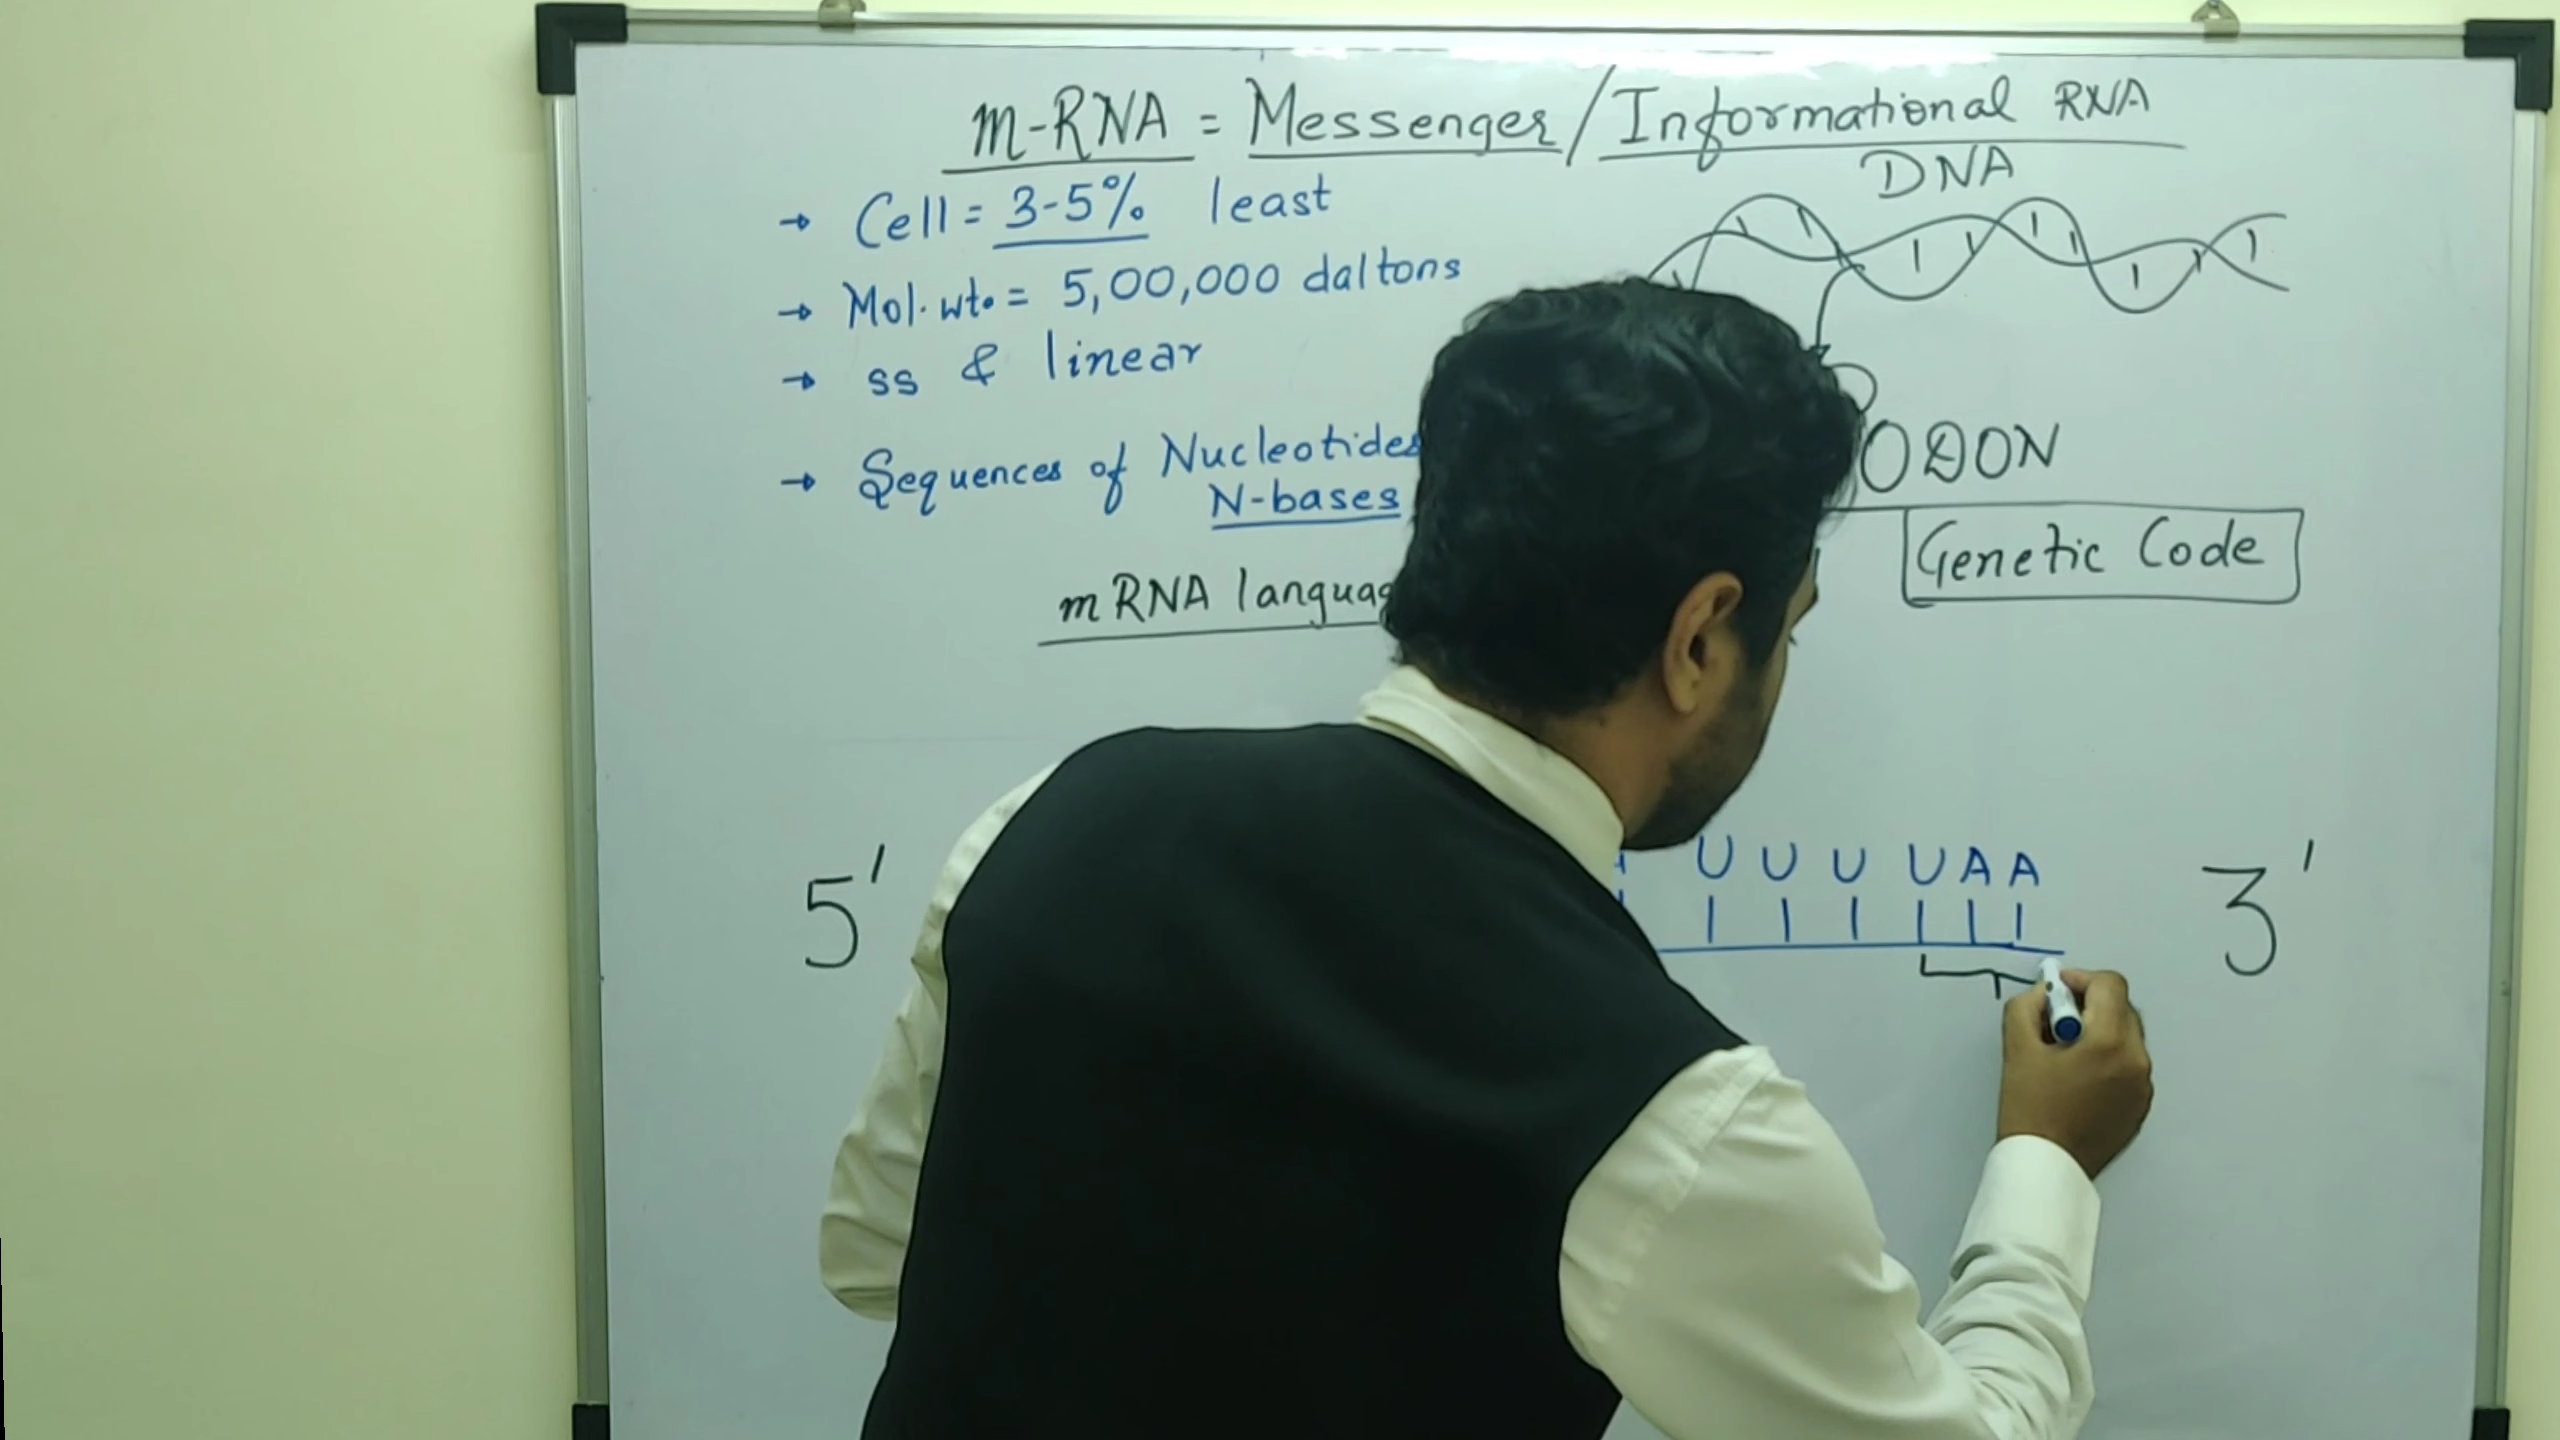 m-RNA = Messenger/Informational RNA
DNA
→ Cell = 3-5% least
→ Mol. wt. = 5,00,000 daltons
→ ss & linear
→ Sequences of Nucleotides
N-bases
ODON
Genetic Code
mRNA languag
5' U U U U A A 3'